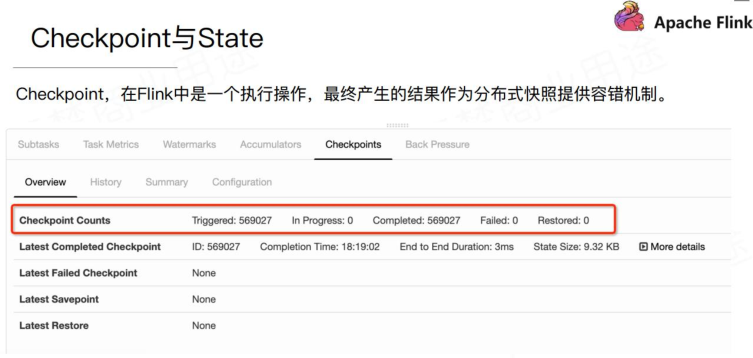 Apache Flink
Checkpoint与State
Checkpoint，在Flink中是一个执行操作，最终产生的结果作为分布式快照提供容错机制。
Subtasks Task Metrics Watermarks Accumulators Checkpoints Back Pressure
Overview History Summary Configuration
Checkpoint Counts Triggered: 569027 In Progress: 0 Completed: 569027 Failed: 0 Restored: 0
Latest Completed Checkpoint ID: 569027 Completion Time: 18:19:02 End to End Duration: 3ms State Size: 9.32 KB More details
Latest Failed Checkpoint None
Latest Savepoint None
Latest Restore None